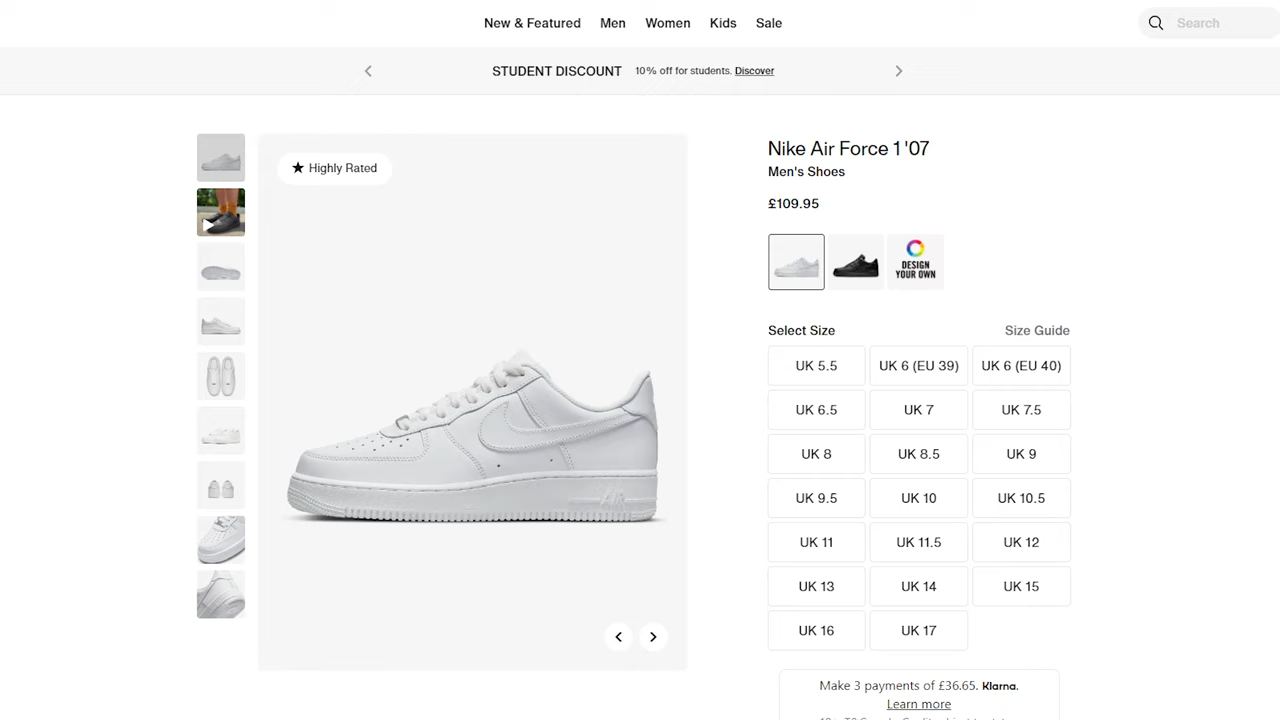 New & Featured Men Women Kids Sale
Search
STUDENT DISCOUNT 10% off for students. Discover
Highly Rated
Nike Air Force 1 '07
Men's Shoes
£109.95
DESIGN
YOUR OWN
Select Size Size Guide
UK 5.5 UK 6 (EU 39) UK 6 (EU 40)
UK 6.5 UK 7 UK 7.5
UK 8 UK 8.5 UK 9
UK 9.5 UK 10 UK 10.5
UK 11 UK 11.5 UK 12
UK 13 UK 14 UK 15
UK 16 UK 17
AIR
Make 3 payments of £36.65. Klarna.
Learn more